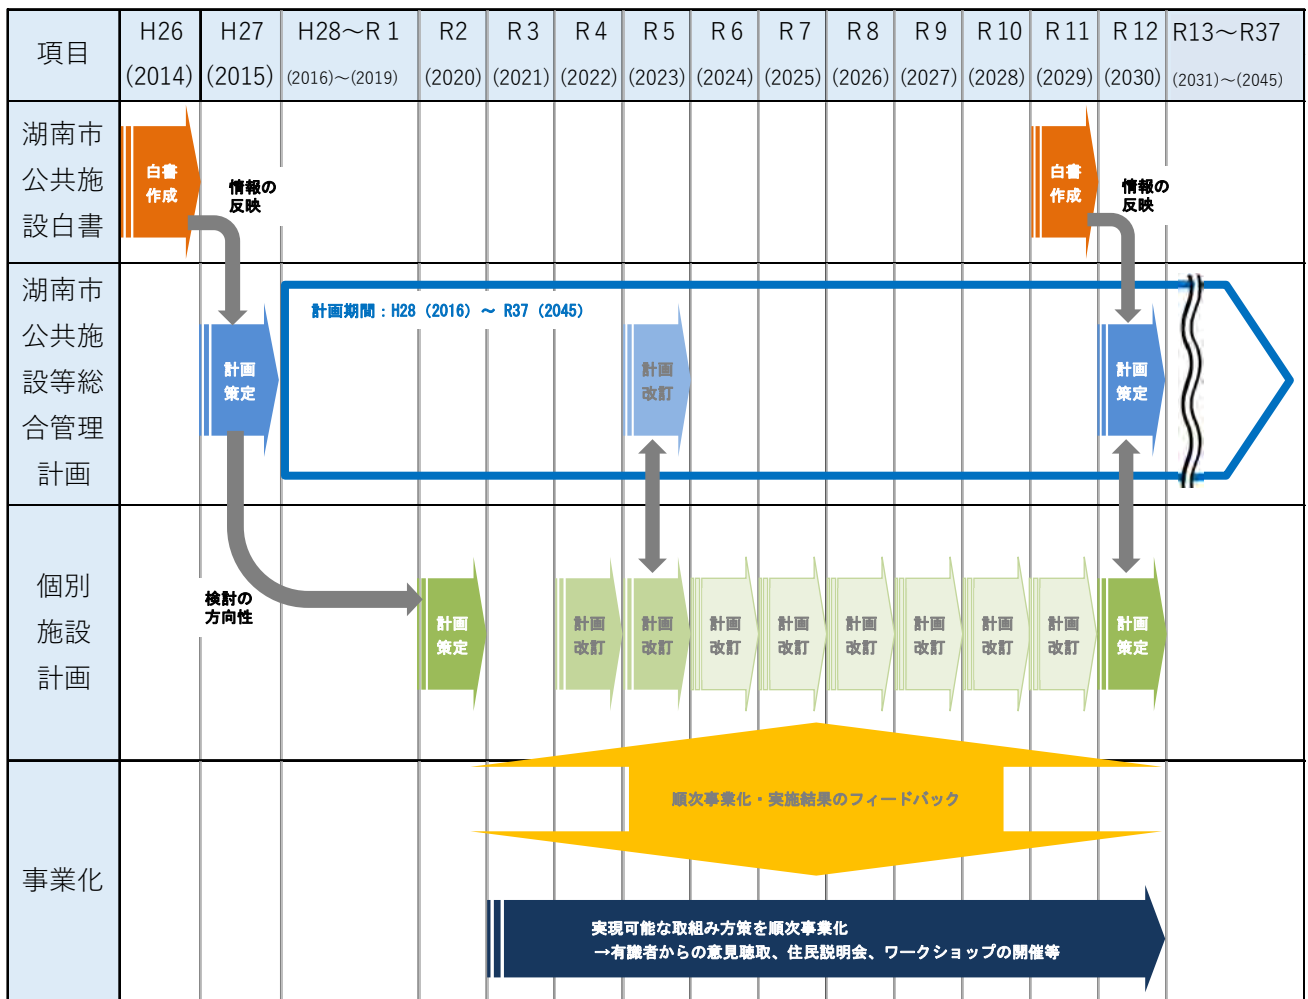 項目
H26
(2014)
H27
(2015)
H28～R１
(2016)～(2019)
R2
(2020)
R３
(2021)
R４
(2022)
R５
(2023)
R６
(2024)
R７
(2025)
R８
(2026)
R９
(2027)
R10
(2028)
R11
(2029)
R12
(2030)
R13～R37
(2031)～(2045)
湖南市
公共施
設白書
白書
作成
情報の
反映
白書
作成
情報の
反映
湖南市
公共施
設等総
合管理
計画
計画期間：H28（2016）～ R37（2045）
計画
策定
計画
改訂
計画
策定
個別
施設
計画
検討の
方向性
計画
策定
計画
改訂
計画
改訂
計画
改訂
計画
改訂
計画
改訂
計画
改訂
計画
改訂
計画
改訂
計画
策定
事業化
順次事業化・実施結果のフィードバック
実現可能な取組み方策を順次事業化
→有識者からの意見聴取、住民説明会、ワークショップの開催等